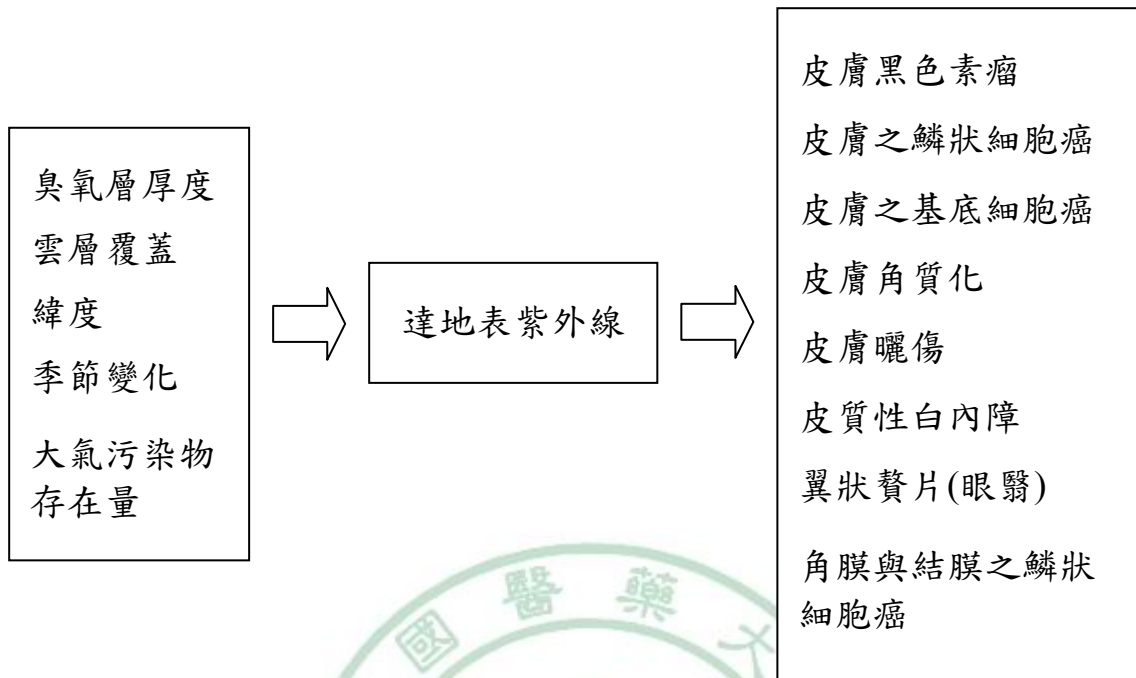 臭氧層厚度
雲層覆蓋
緯度
季節變化
大氣污染物
存在量
達地表紫外線
皮膚黑色素瘤
皮膚之鱗狀細胞癌
皮膚之基底細胞癌
皮膚角質化
皮膚曬傷
皮質性白內障
翼狀贅片(眼翳)
角膜與結膜之鱗狀
細胞癌
國醫藥大